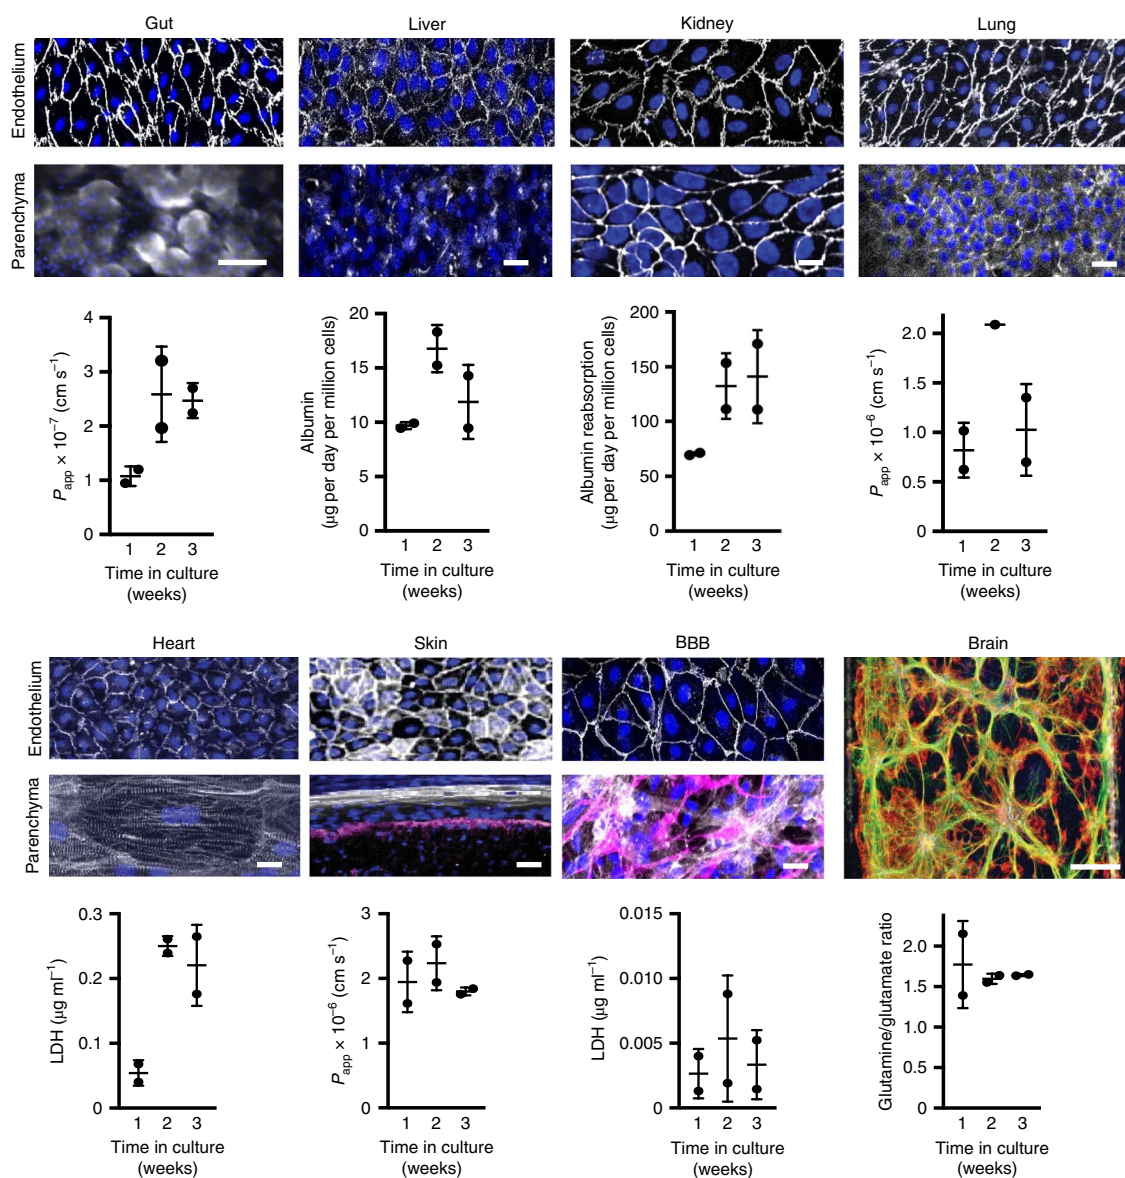 Gut
Liver
Kidney
Lung
Endothelium
Parenchyma
P app × 10−7 (cm s−1)
4
3
2
1
0
1 2 3
Time in culture
(weeks)
Albumin
(µg per day per million cells)
20
15
10
5
0
1 2 3
Time in culture
(weeks)
Albumin reabsorption
(µg per day per million cells)
200
150
100
50
0
1 2 3
Time in culture
(weeks)
P app × 10−6 (cm s−1)
2.0
1.5
1.0
0.5
0
1 2 3
Time in culture
(weeks)
Heart
Skin
BBB
Brain
Endothelium
Parenchyma
LDH (µg ml−1)
0.3
0.2
0.1
0
1 2 3
Time in culture
(weeks)
P app × 10−6 (cm s−1)
3
2
1
0
1 2 3
Time in culture
(weeks)
LDH (µg ml−1)
0.015
0.010
0.005
0
1 2 3
Time in culture
(weeks)
Glutamine/glutamate ratio
2.0
1.5
1.0
0.5
0
1 2 3
Time in culture
(weeks)